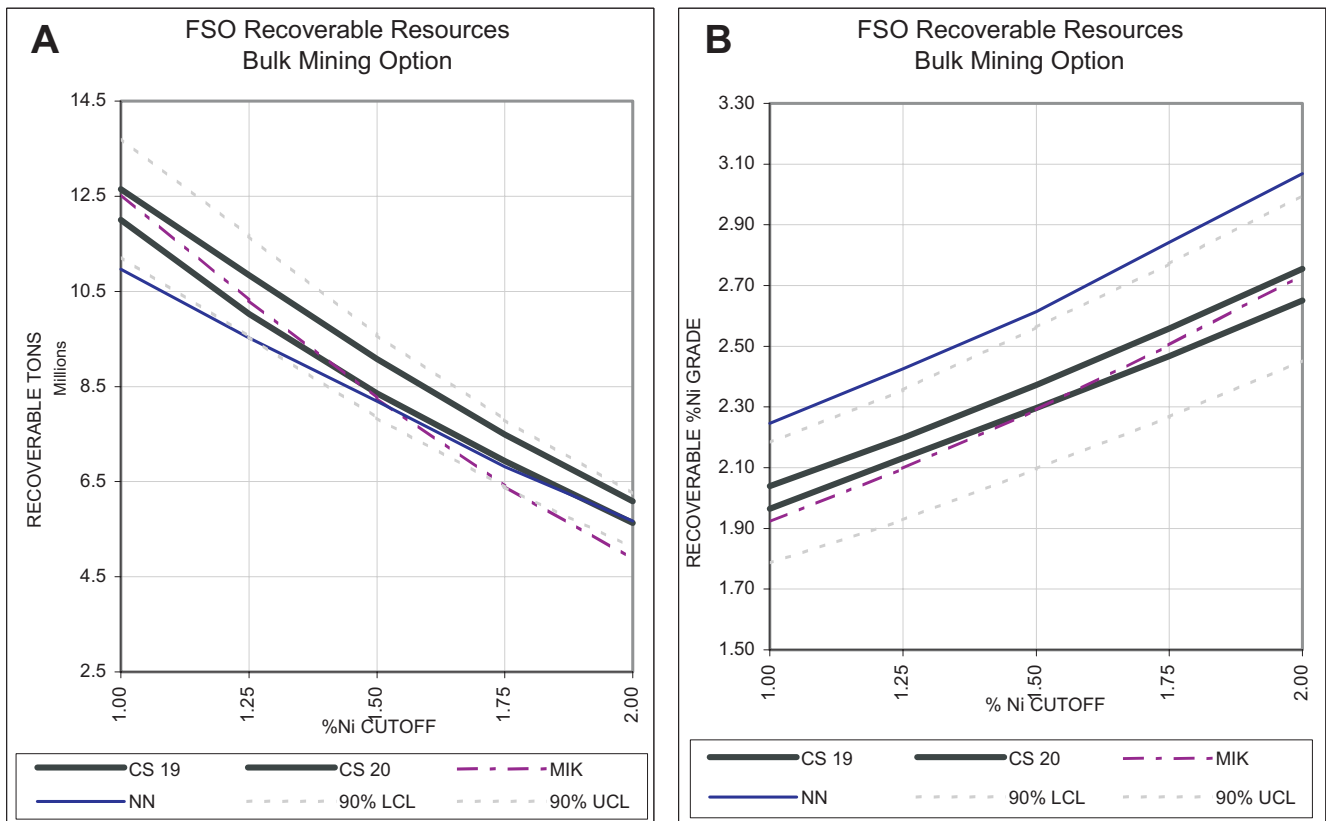 A
FSO Recoverable Resources
Bulk Mining Option
RECOVERABLE TONS
Millions
14.5
12.5
10.5
8.5
6.5
4.5
2.5
1.00
1.25
1.50
1.75
2.00
%Ni CUTOFF
CS 19 CS 20 MIK
NN 90% LCL 90% UCL
B
FSO Recoverable Resources
Bulk Mining Option
RECOVERABLE %Ni GRADE
3.30
3.10
2.90
2.70
2.50
2.30
2.10
1.90
1.70
1.50
1.00
1.25
1.50
1.75
2.00
% Ni CUTOFF
CS 19 CS 20 MIK
NN 90% LCL 90% UCL